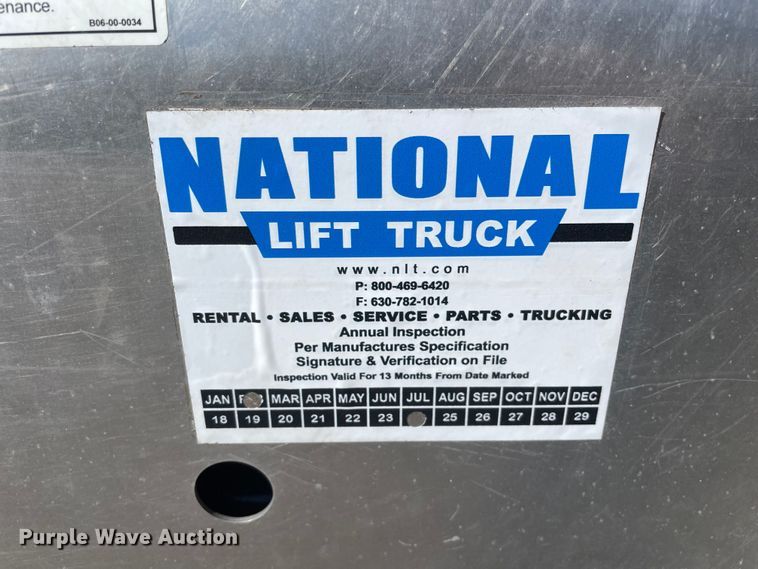 enance.
B06-00-0034
NATIONAL
LIFT TRUCK
www.nlt.com
P: 800-469-6420
F: 630-782-1014
RENTAL • SALES • SERVICE • PARTS • TRUCKING
Annual Inspection
Per Manufactures Specification
Signature & Verification on File
Inspection Valid For 13 Months From Date Marked
JAN MAR APR MAY JUN JUL AUG SEP OCT NOV DEC
18 19 20 21 22 23 25 26 27 28 29
Purple Wave Auction